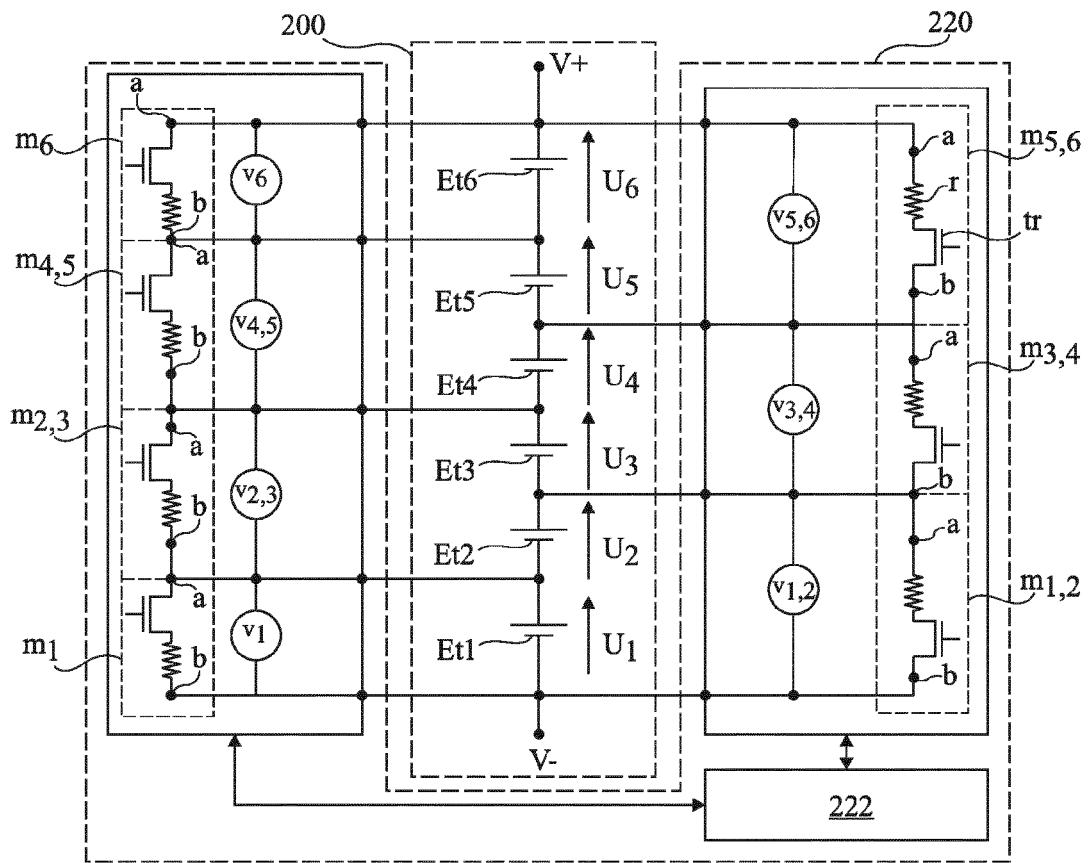 200
220
V+
a
m6
v6
b
a
Et6
U6
v5,6
a
m5,6
r
tr
b
m4,5
v4,5
b
Et5
U5
a
m3,4
Et4
U4
v3,4
b
m2,3
a
v2,3
b
Et3
U3
a
Et2
U2
v1,2
m1,2
b
a
v1
m1
b
Et1
U1
V-
222